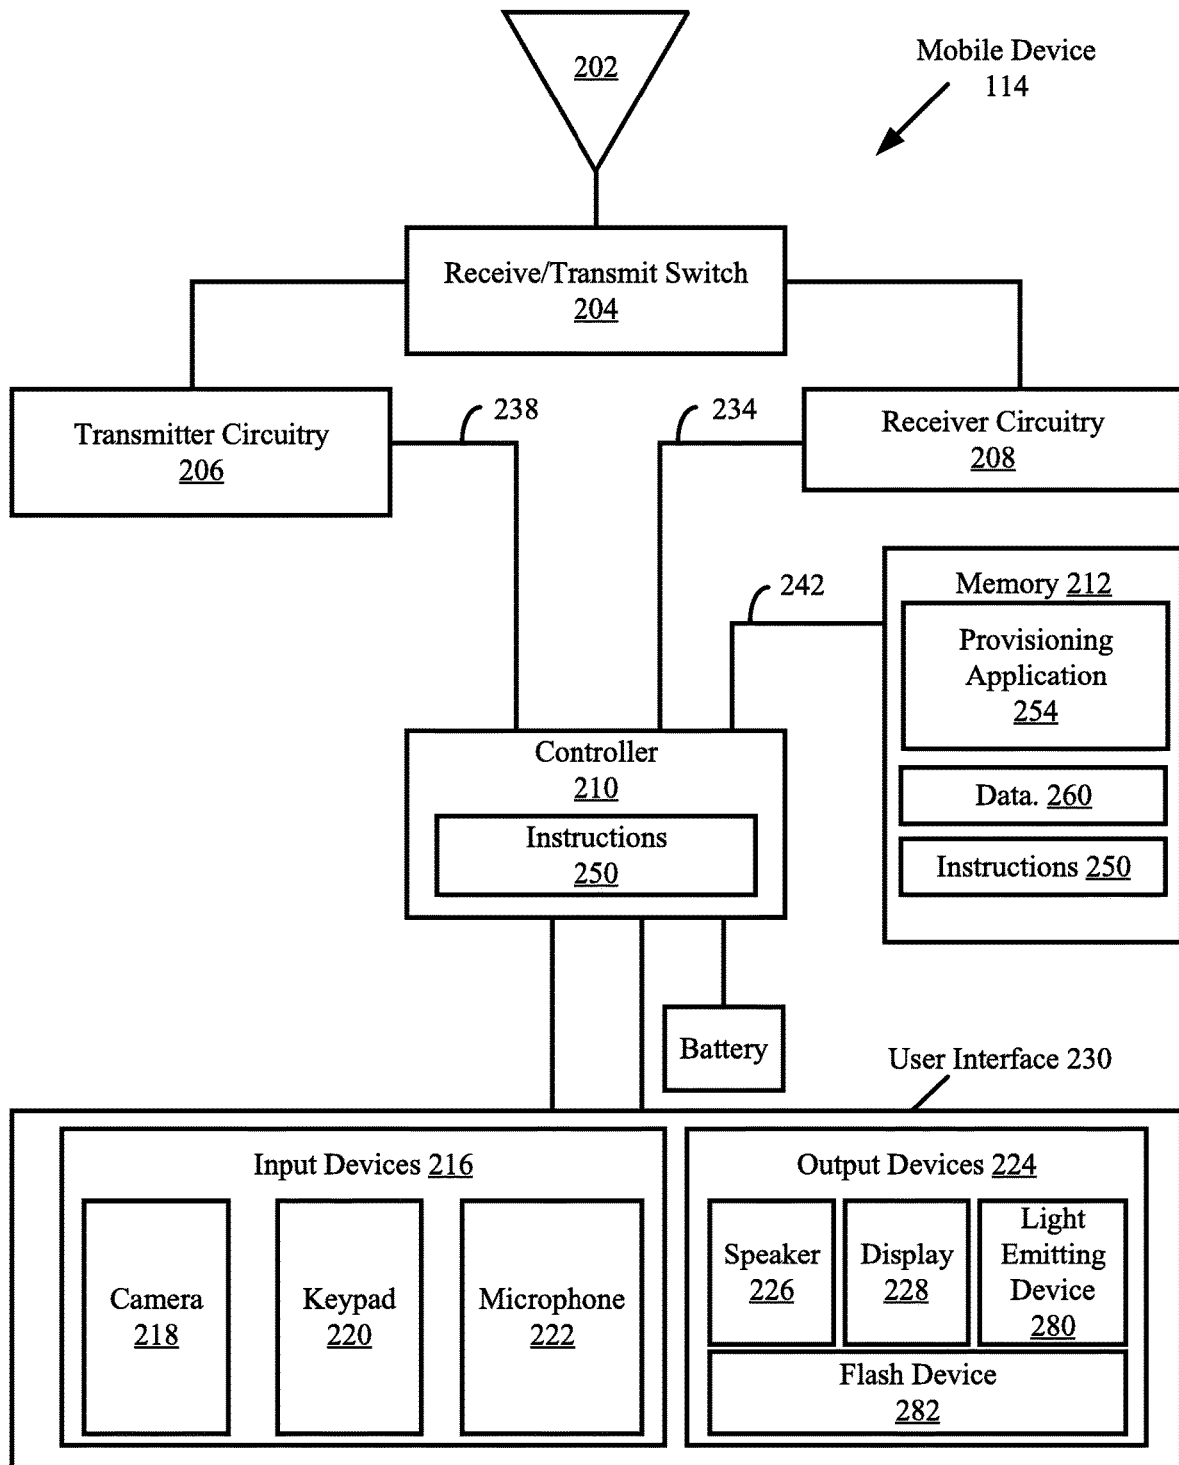 202
Mobile Device
114
Receive/Transmit Switch
204
238
234
Transmitter Circuitry
206
Receiver Circuitry
208
242
Memory 212
Provisioning
Application
254
Data. 260
Instructions 250
Controller
210
Instructions
250
Battery
User Interface 230
Input Devices 216
Camera
218
Keypad
220
Microphone
222
Output Devices 224
Speaker
226
Display
228
Light
Emitting
Device
280
Flash Device
282